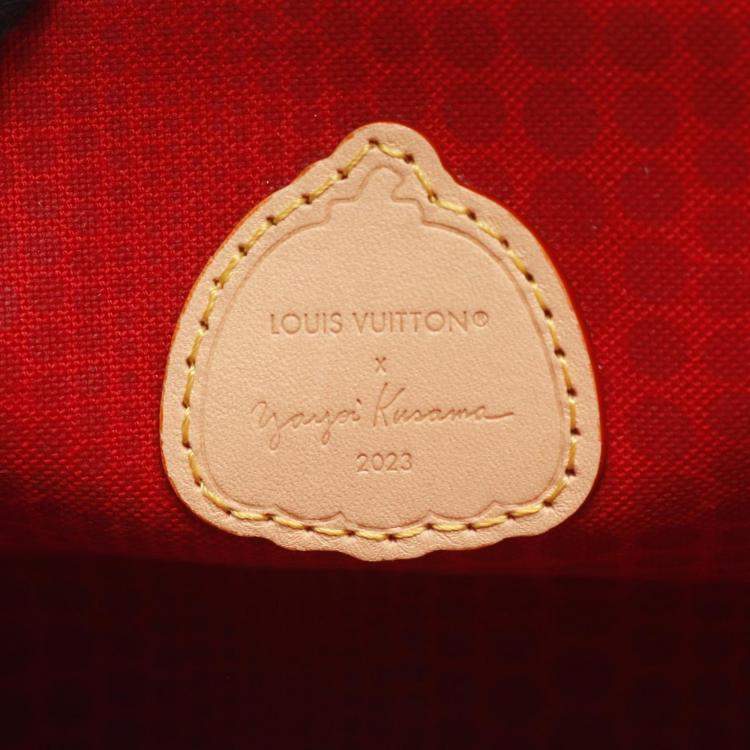 LOUIS VUITTON®
x
Yayoi Kusama
2023